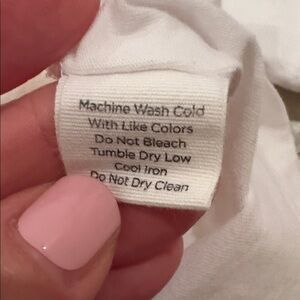 Machine Wash Cold
With Like Colors
Do Not Bleach
Tumble Dry Low
Cool Iron
Do Not Dry Clean